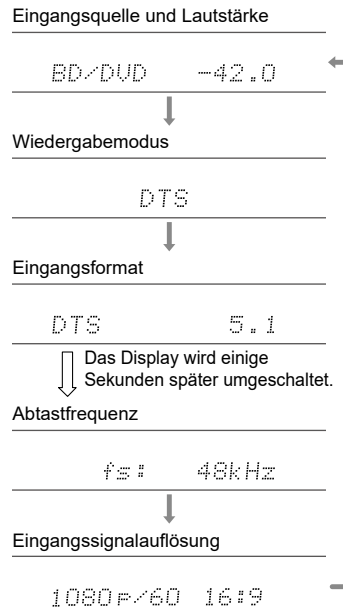 Eingangsquelle und Lautstärke
BD/DVD -42.0
Wiedergabemodus
DTS
Eingangsformat
DTS 5.1
Das Display wird einige
Sekunden später umgeschaltet.
Abtastfrequenz
fs: 48kHz
Eingangssignalauflösung
1080p/60 16:9